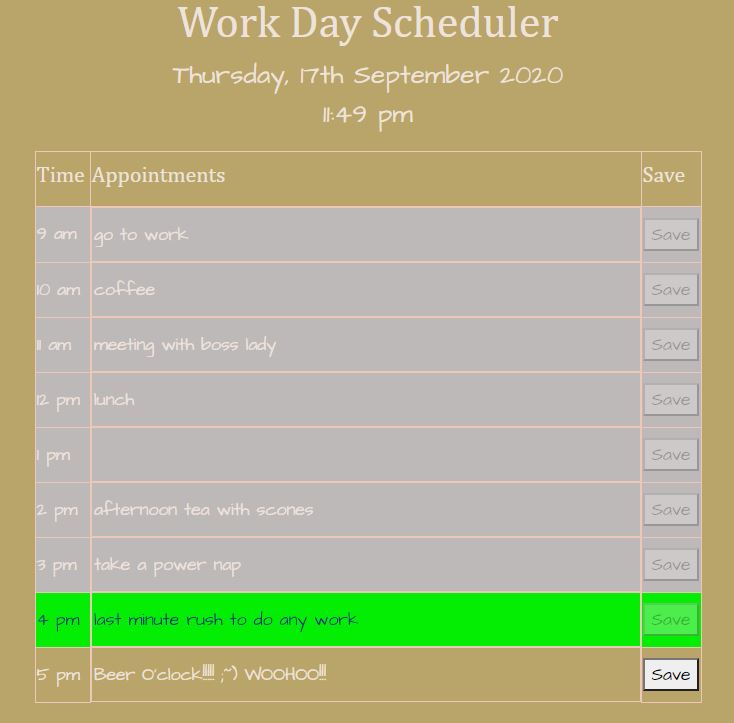 Work Day Scheduler
Thursday, 17th September 2020
11:49 pm
Time Appointments Save
9 am go to work Save
10 am coffee Save
11 am meeting with boss lady Save
12 pm lunch Save
1 pm Save
2 pm afternoon tea with scones Save
3 pm take a power nap Save
4 pm last minute rush to do any work Save
5 pm Beer O'clock!!!!! ;~) WOOHOO!!!
Save